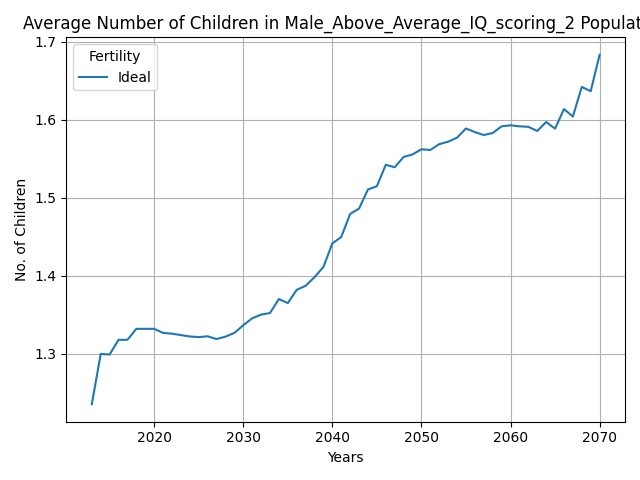 Average Number of Children in Male_Above_Average_IQ_scoring_2 Populat
1.7
1.6
1.5
1.4
1.3
No. of Children
Fertility
Ideal
2020 2030 2040 2050 2060 2070
Years